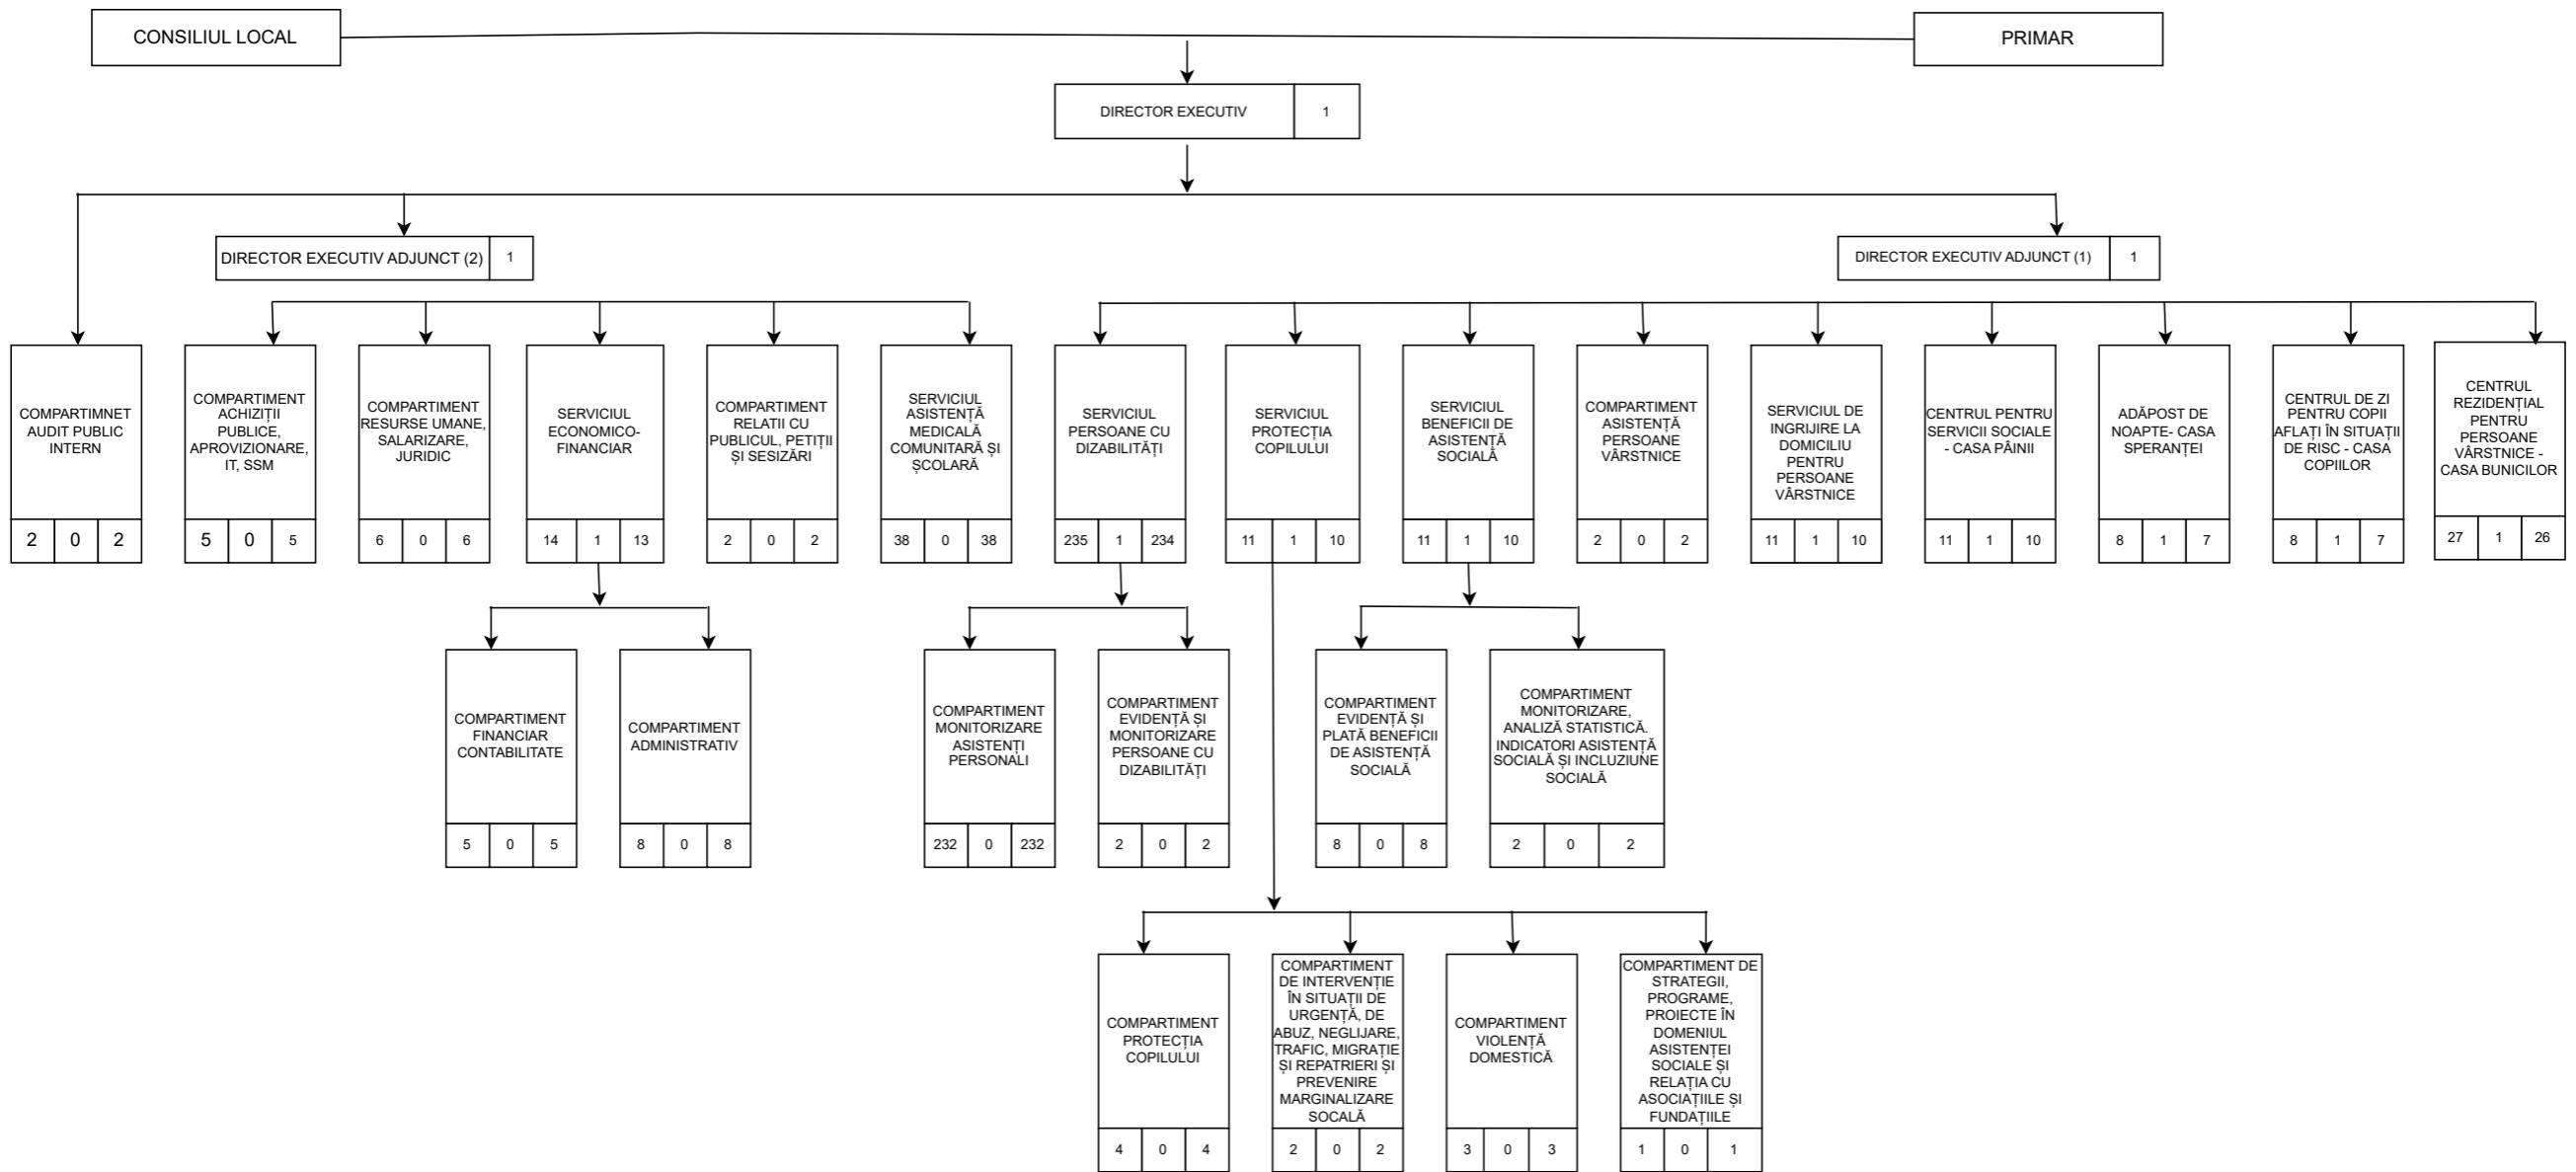 CONSILIUL LOCAL
PRIMAR
DIRECTOR EXECUTIV
1
DIRECTOR EXECUTIV ADJUNCT (2)
1
DIRECTOR EXECUTIV ADJUNCT (1)
1
COMPARTIMNET
AUDIT PUBLIC
INTERN
2 0 2
COMPARTIMENT
ACHIZIȚII
PUBLICE,
APROVIZIONARE,
IT, SSM
5 0 5
COMPARTIMENT
RESURSE UMANE,
SALARIZARE,
JURIDIC
6 0 6
SERVICIUL
ECONOMICO-
FINANCIAR
14 1 13
COMPARTIMENT
RELATII CU
PUBLICUL, PETIȚII
ȘI SESIZĂRI
2 0 2
SERVICIUL
ASISTENȚĂ
MEDICALĂ
COMUNITARĂ ȘI
ȘCOLARĂ
38 0 38
SERVICIUL
PERSOANE CU
DIZABILITĂȚI
235 1 234
SERVICIUL
PROTECȚIA
COPILULUI
11 1 10
SERVICIUL
BENEFICII DE
ASISTENȚĂ
SOCIALĂ
11 1 10
COMPARTIMENT
ASISTENȚĂ
PERSOANE
VÂRSTNICE
2 0 2
SERVICIUL DE
INGRIJIRE LA
DOMICILIU
PENTRU
PERSOANE
VÂRSTNICE
11 1 10
CENTRUL PENTRU
SERVICII SOCIALE
- CASA PÂINII
11 1 10
ADĂPOST DE
NOAPTE- CASA
SPERANȚEI
8 1 7
CENTRUL DE ZI
PENTRU COPII
AFLAȚI ÎN SITUAȚII
DE RISC - CASA
COPIILOR
8 1 7
CENTRUL
REZIDENȚIAL
PENTRU
PERSOANE
VÂRSTNICE -
CASA BUNICILOR
27 1 26
COMPARTIMENT
FINANCIAR
CONTABILITATE
5 0 5
COMPARTIMENT
ADMINISTRATIV
8 0 8
COMPARTIMENT
MONITORIZARE
ASISTENȚI
PERSONALI
232 0 232
COMPARTIMENT
EVIDENȚĂ ȘI
MONITORIZARE
PERSOANE CU
DIZABILITĂȚI
2 0 2
COMPARTIMENT
EVIDENȚĂ ȘI
PLATĂ BENEFICII
DE ASISTENȚĂ
SOCIALĂ
8 0 8
COMPARTIMENT
MONITORIZARE,
ANALIZĂ STATISTICĂ.
INDICATORI ASISTENȚĂ
SOCIALĂ ȘI INCLUZIUNE
SOCIALĂ
2 0 2
COMPARTIMENT
PROTECȚIA
COPILULUI
4 0 4
COMPARTIMENT
DE INTERVENȚIE
ÎN SITUAȚII DE
URGENȚĂ, DE
ABUZ, NEGLIJARE,
TRAFIC, MIGRAȚIE
ȘI REPATRIERI ȘI
PREVENIRE
MARGINALIZARE
SOCALĂ
2 0 2
COMPARTIMENT
VIOLENȚĂ
DOMESTICĂ
3 0 3
COMPARTIMENT DE
STRATEGII,
PROGRAME,
PROIECTE ÎN
DOMENIUL
ASISTENȚEI
SOCIALE ȘI
RELAȚIA CU
ASOCIAȚIILE ȘI
FUNDAȚIILE
1 0 1